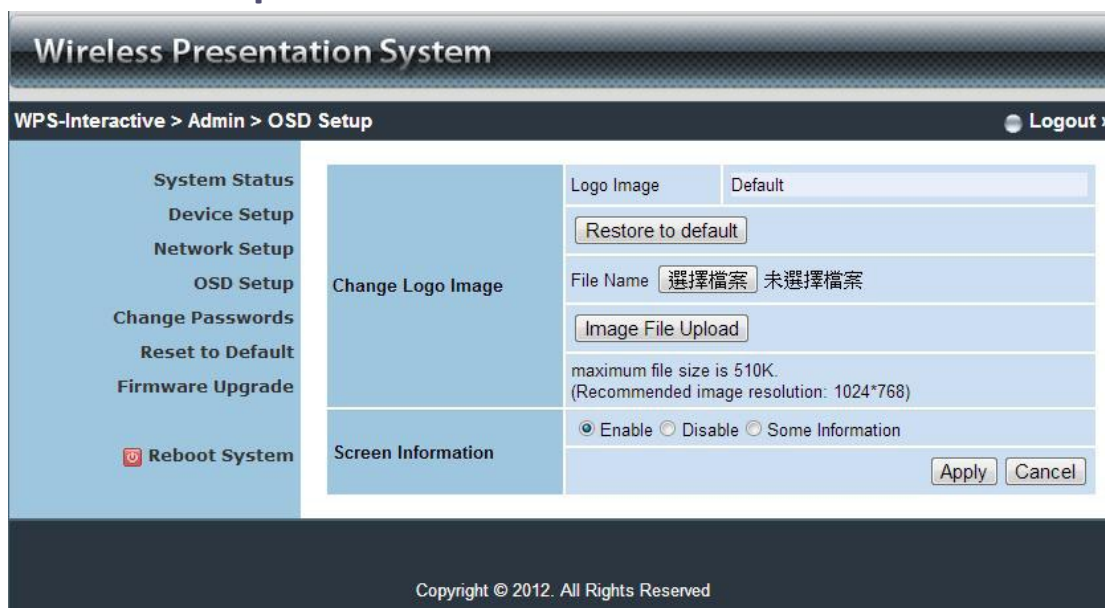 Wireless Presentation System
WPS-Interactive > Admin > OSD Setup
Logout »
System Status
Device Setup
Network Setup
OSD Setup
Change Passwords
Reset to Default
Firmware Upgrade
Reboot System
Change Logo Image
Logo Image Default
Restore to default
File Name 選擇檔案 未選擇檔案
Image File Upload
maximum file size is 510K.
(Recommended image resolution: 1024*768)
Screen Information
Enable Disable Some Information
Apply Cancel
Copyright © 2012. All Rights Reserved